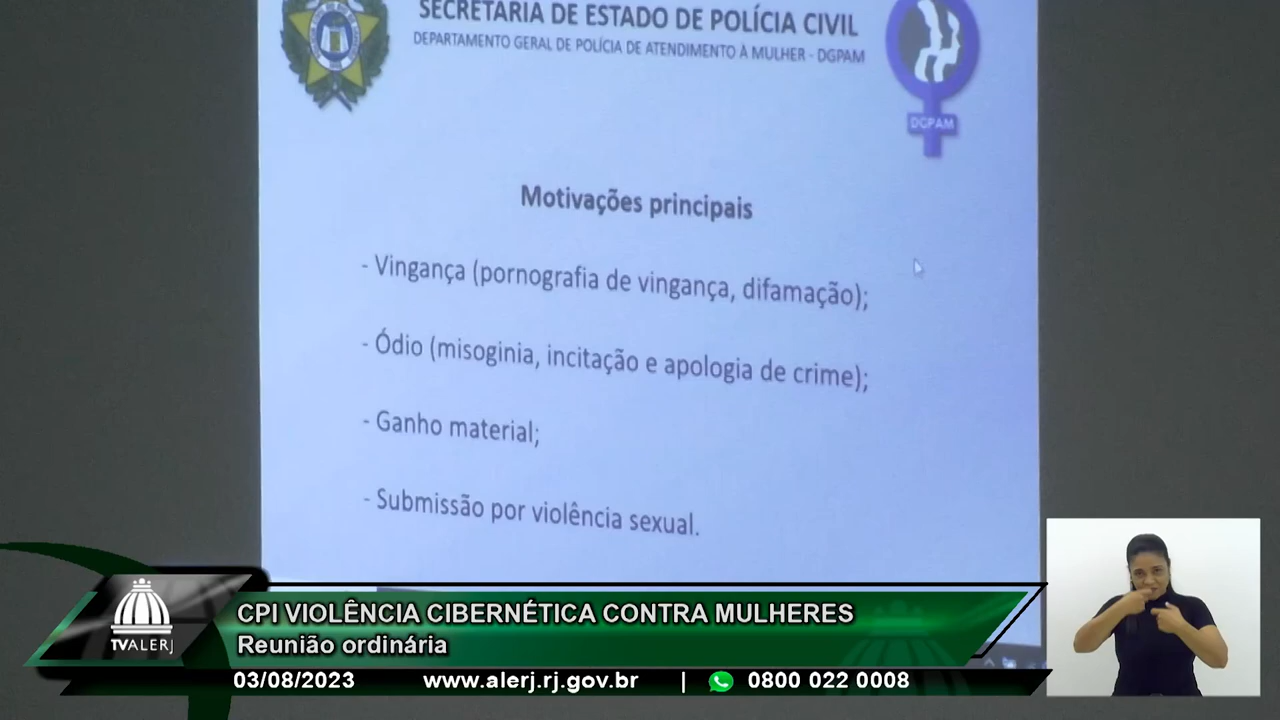 SECRETARIA DE ESTADO DE POLÍCIA CIVIL
DEPARTAMENTO GERAL DE POLÍCIA DE ATENDIMENTO À MULHER - DGPAM
DGPAM
Motivações principais
- Vingança (pornografia de vingança, difamação);
- Ódio (misoginia, incitação e apologia de crime);
- Ganho material;
- Submissão por violência sexual.
CPI VIOLÊNCIA CIBERNÉTICA CONTRA MULHERES
Reunião ordinária
TVALERJ
03/08/2023 www.alerj.rj.gov.br | 0800 022 0008